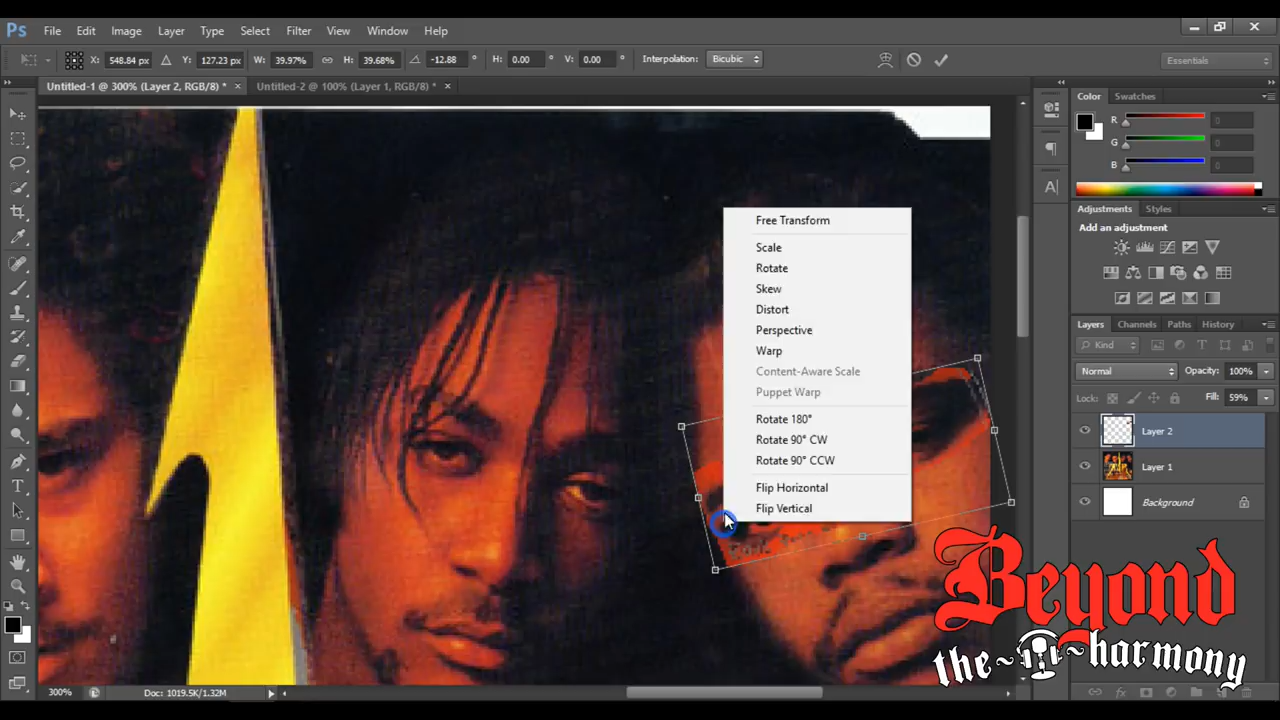 Ps File Edit Image Layer Type Select Filter View Window Help
X: 548.84 px Y: 127.23 px W: 39.97% H: 39.68% -12.88 ° H: 0.00 ° V: 0.00 ° Interpolation: Bicubic Essentials
Untitled-1 @ 300% (Layer 2, RGB/8) * × Untitled-2 @ 100% (Layer 1, RGB/8) * ×
Color Swatches
R 0
G 0
B 0
Adjustments Styles
Add an adjustment
Layers Channels Paths History
Kind
Normal Opacity: 100%
Lock: Fill: 59%
Layer 2
Layer 1
Background
Free Transform
Scale
Rotate
Skew
Distort
Perspective
Warp
Content-Aware Scale
Puppet Warp
Rotate 180°
Rotate 90° CW
Rotate 90° CCW
Flip Horizontal
Flip Vertical
Beyond
the~~harmony
300% Doc: 1019.5K/1.32M